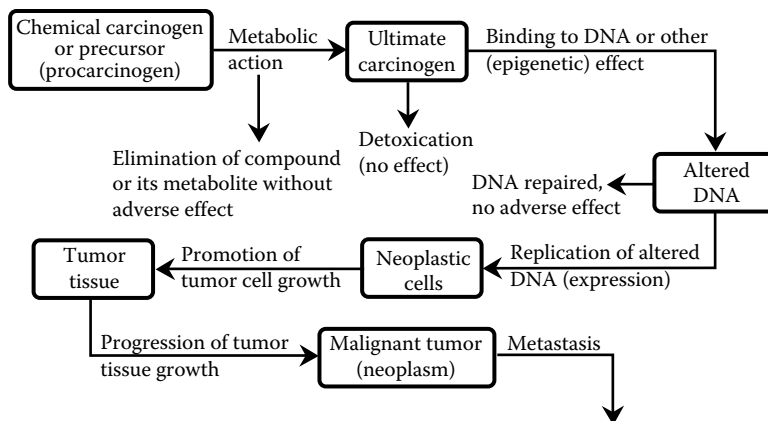 Chemical carcinogen
or precursor
(procarcinogen)
Metabolic
action
Ultimate
carcinogen
Binding to DNA or other
(epigenetic) effect
Elimination of compound
or its metabolite without
adverse effect
Detoxication
(no effect)
Altered
DNA
DNA repaired,
no adverse effect
Replication of altered
DNA (expression)
Neoplastic
cells
Promotion of
tumor cell growth
Tumor
tissue
Progression of tumor
tissue growth
Malignant tumor
(neoplasm)
Metastasis